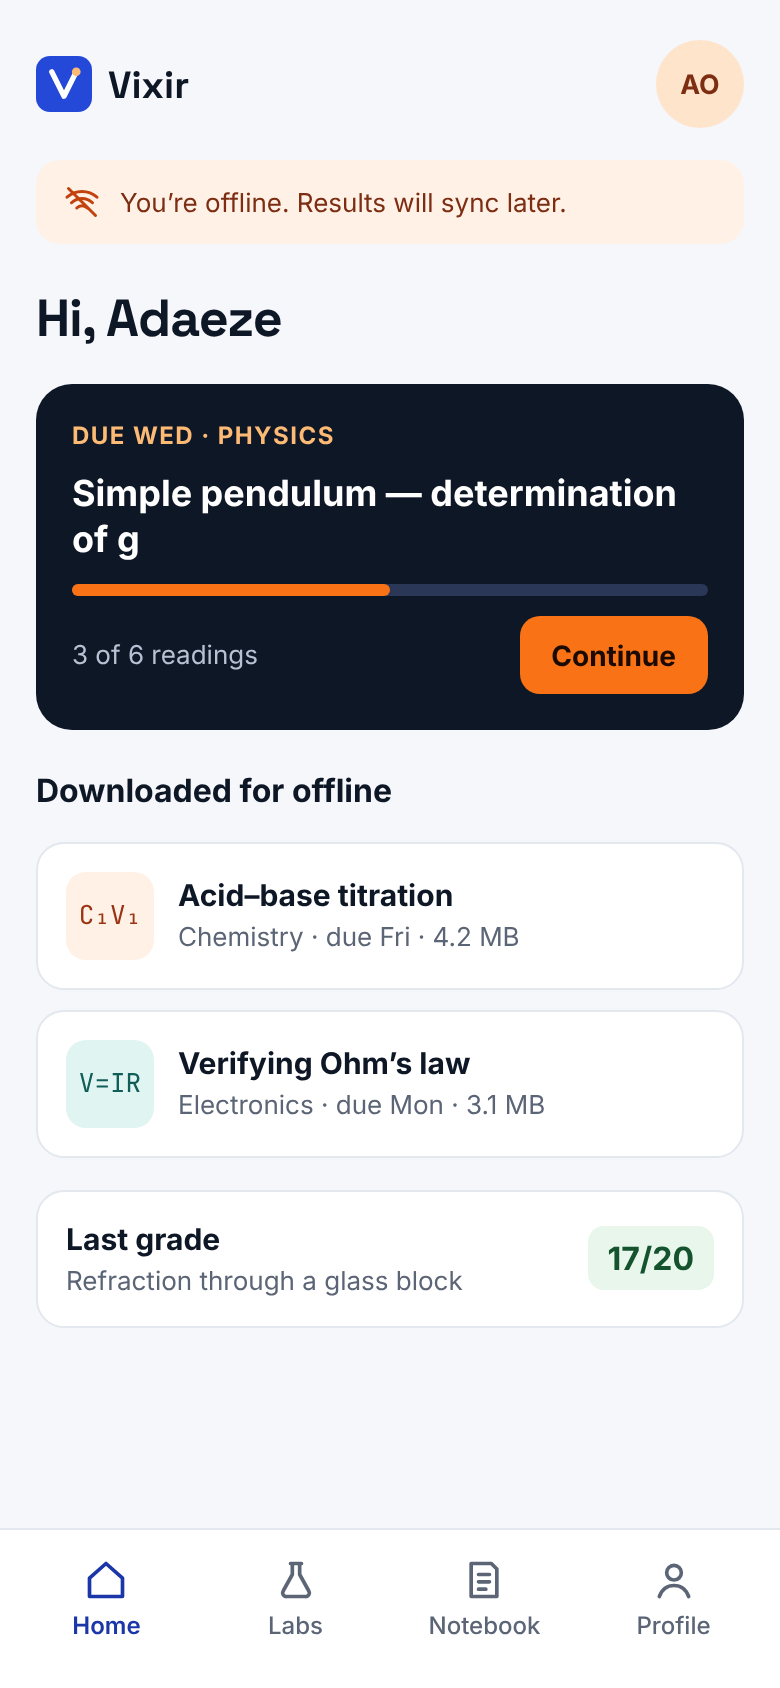 Vixir
AO
You’re offline. Results will sync later.
Hi, Adaeze
DUE WED · PHYSICS
Simple pendulum — determination
of g
3 of 6 readings
Continue
Downloaded for offline
C₁V₁
Acid–base titration
Chemistry · due Fri · 4.2 MB
V=IR
Verifying Ohm’s law
Electronics · due Mon · 3.1 MB
Last grade
Refraction through a glass block
17/20
Home
Labs
Notebook
Profile